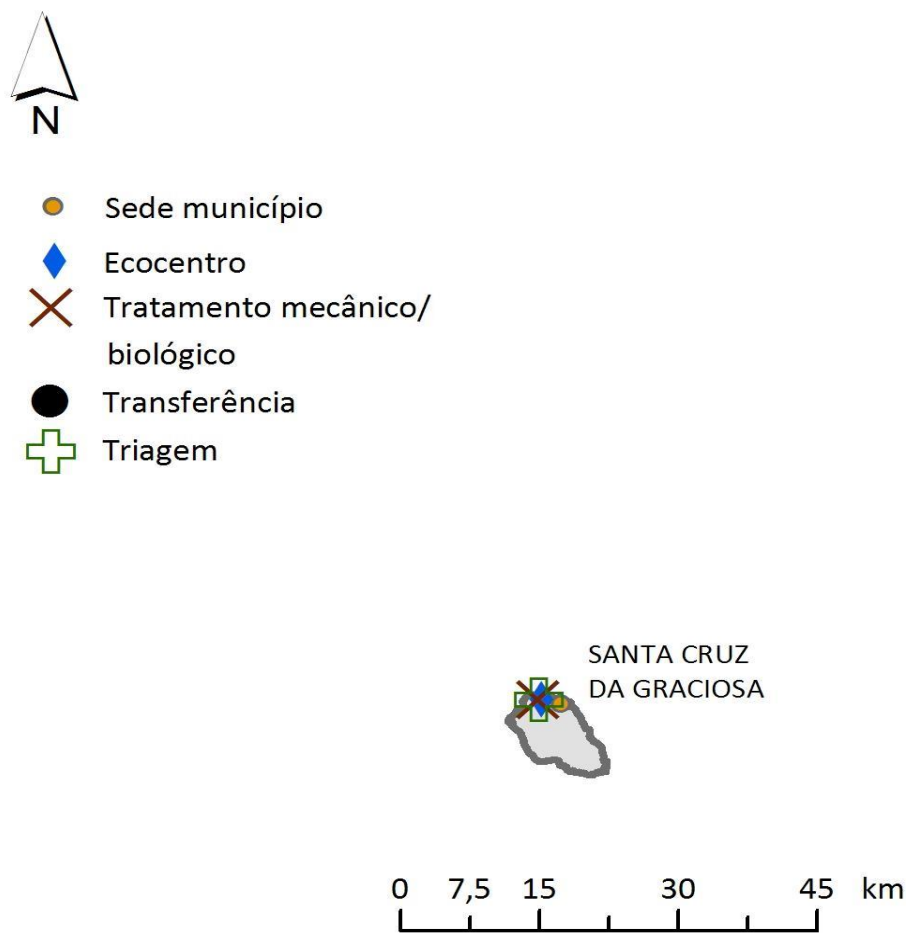 N
Sede município
Ecocentro
Tratamento mecânico/
biológico
Transferência
Triagem
SANTA CRUZ
DA GRACIOSA
0 7,5 15 30 45 km